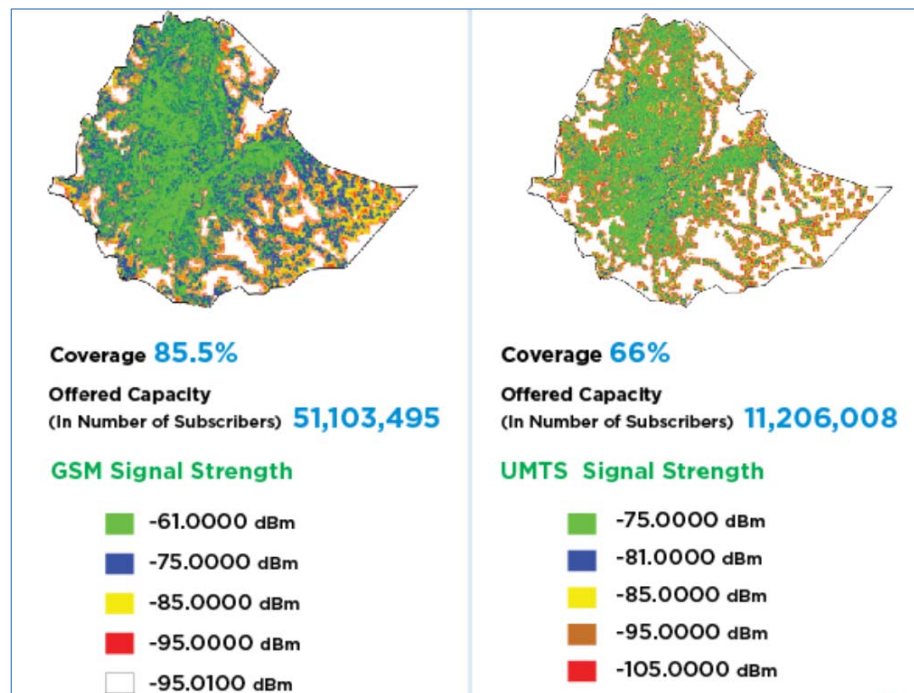 Coverage 85.5%
Offered Capacity
(In Number of Subscribers) 51,103,495
GSM Signal Strength
-61.0000 dBm
-75.0000 dBm
-85.0000 dBm
-95.0000 dBm
-95.0100 dBm
Coverage 66%
Offered Capacity
(In Number of Subscribers) 11,206,008
UMTS Signal Strength
-75.0000 dBm
-81.0000 dBm
-85.0000 dBm
-95.0000 dBm
-105.0000 dBm